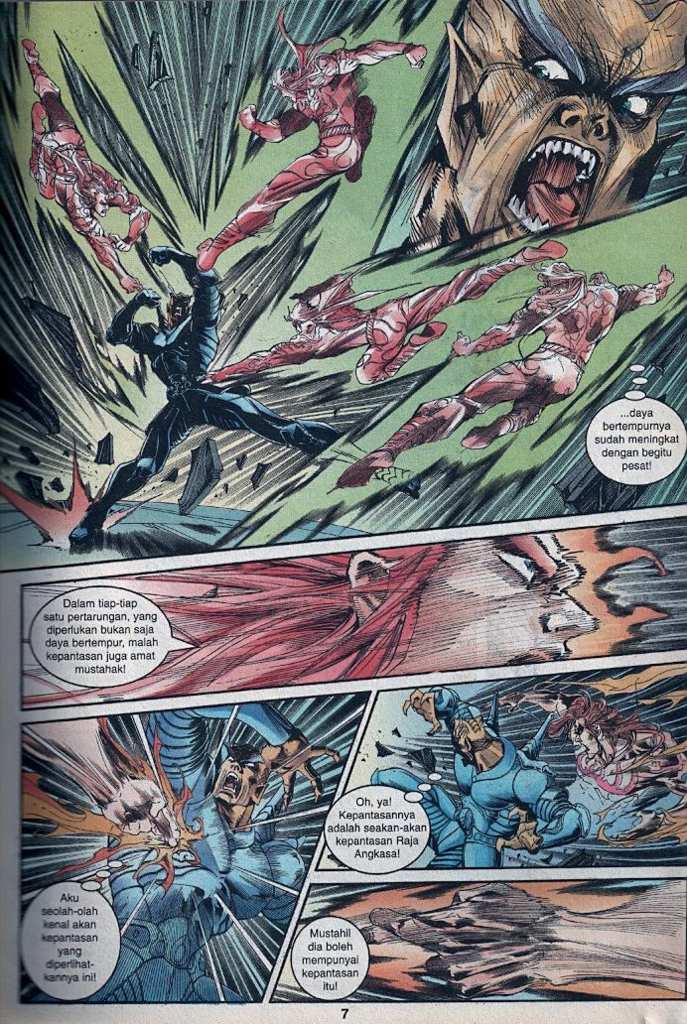 ...daya
bertempurnya
sudah meningkat
dengan begitu
pesat!
Dalam tiap-tiap
satu pertarungan, yang
diperlukan bukan saja
daya bertempur, malah
kepantasan juga amat
mustahak!
Aku
seolah-olah
kenal akan
kepantasan
yang
diperlihat-
kannya ini!
Oh, ya!
Kepantasannya
adalah seakan-akan
kepantasan Raja
Angkasa!
Mustahil
dia boleh
mempunyai
kepantasan
itu!
7